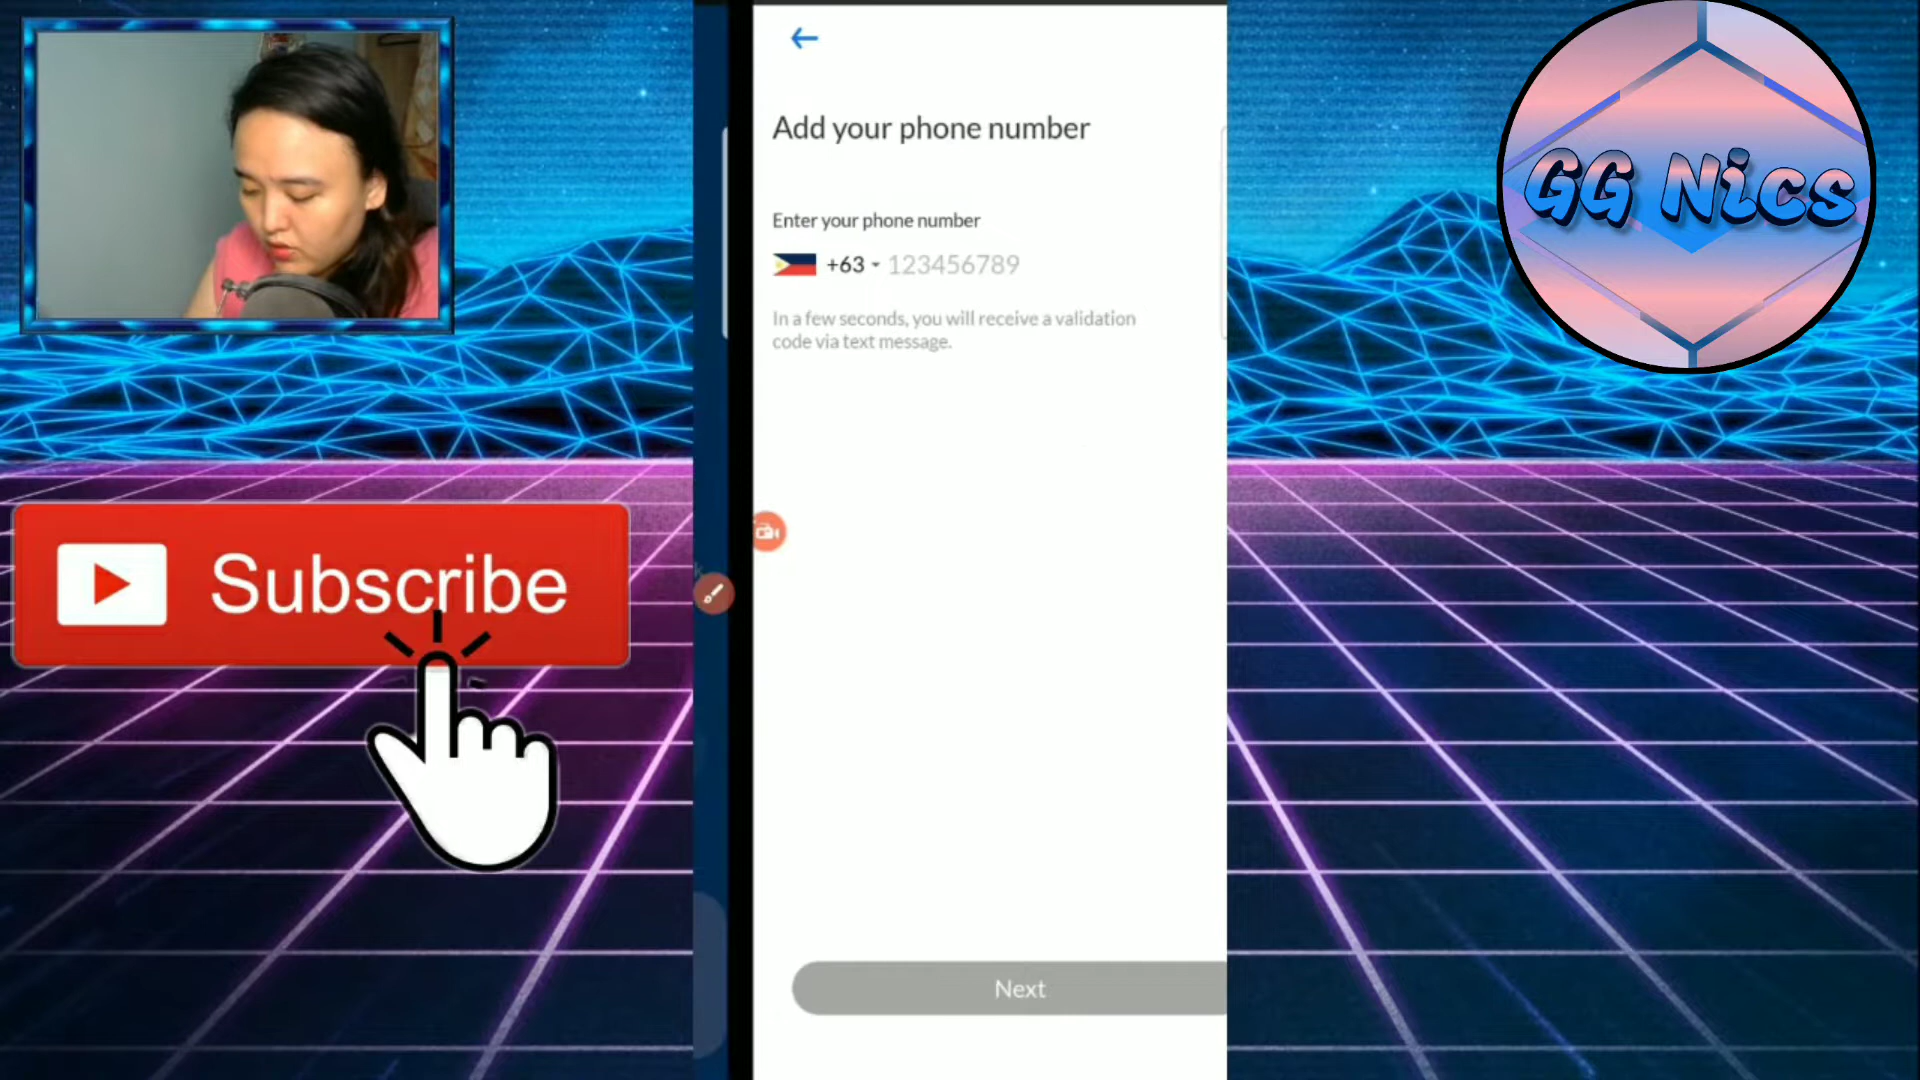 Add your phone number
Enter your phone number
+63 123456789
In a few seconds, you will receive a validation
code via text message.
Next
Subscribe
GG Nics